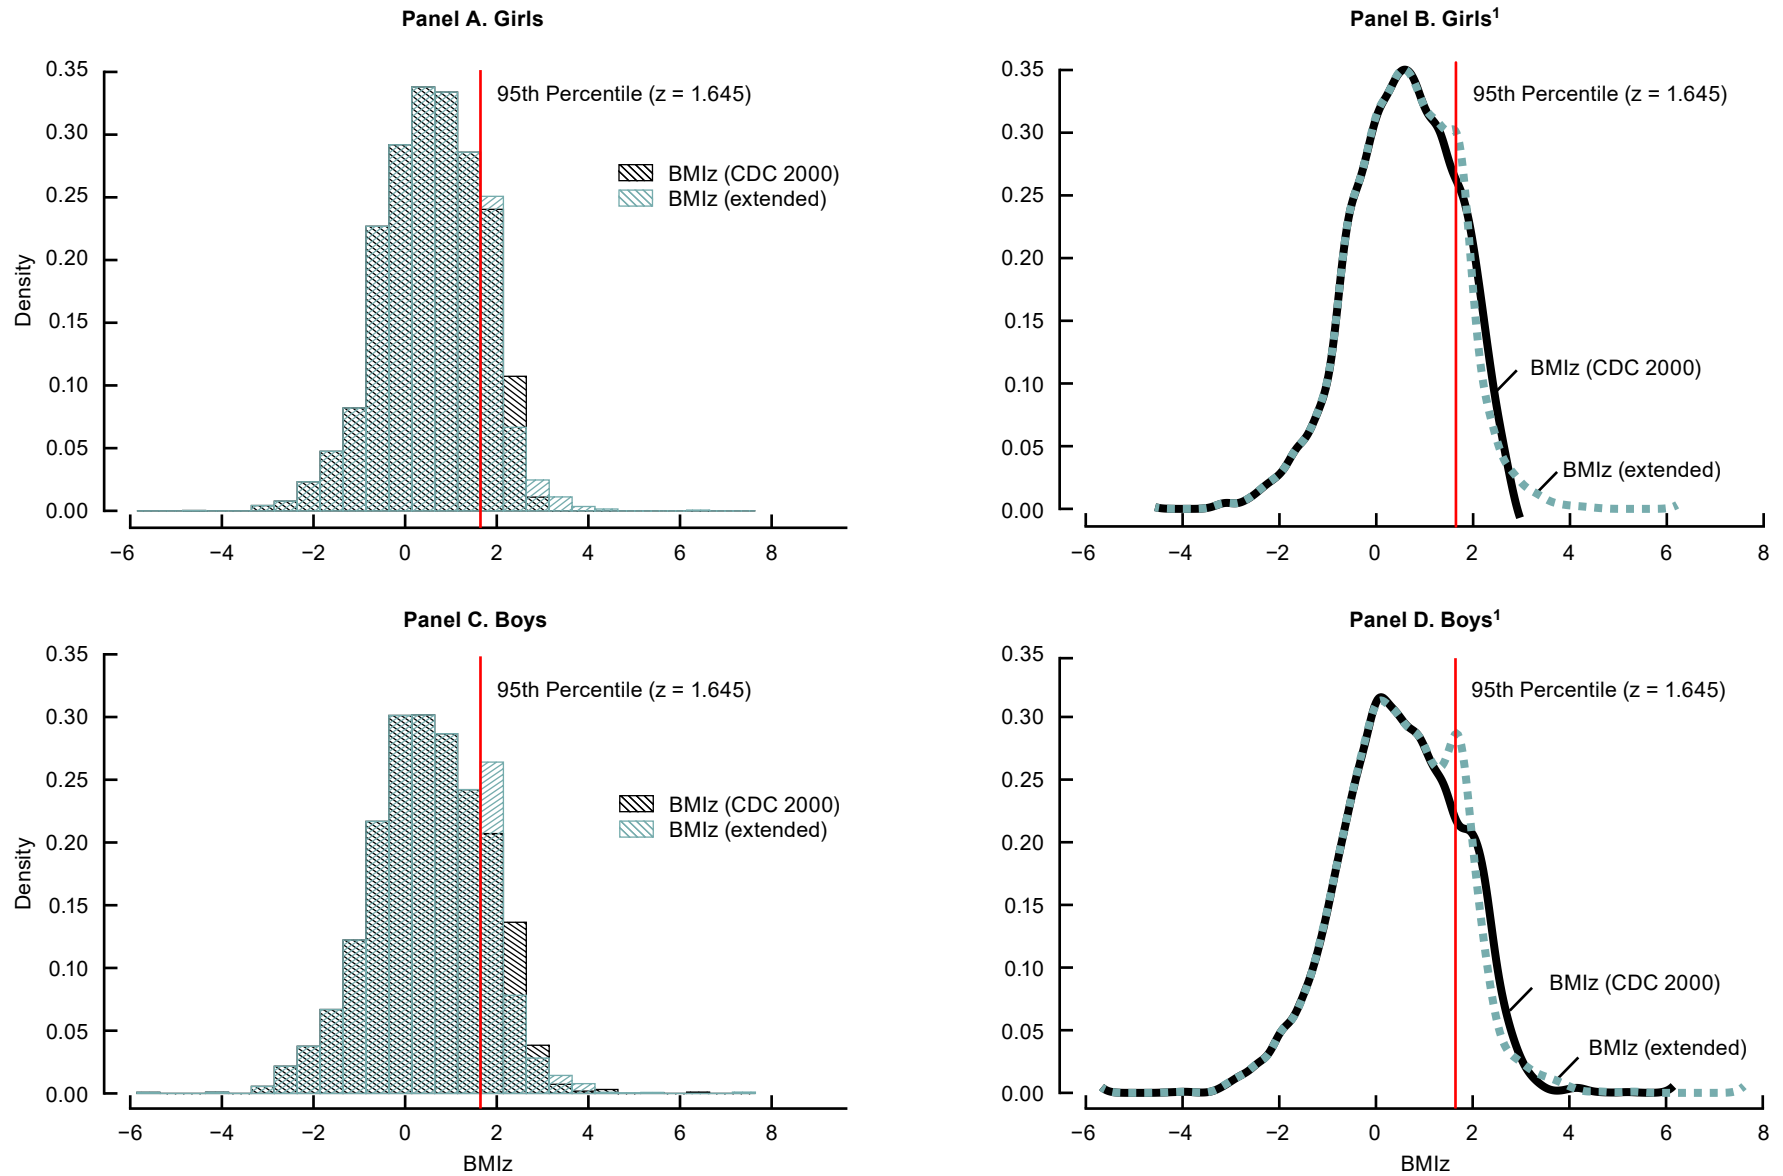 Panel A. Girls
0.35
0.30
0.25
0.20
0.15
0.10
0.05
0.00
Density
95th Percentile (z = 1.645)
BMIz (CDC 2000)
BMIz (extended)
−6 −4 −2 0 2 4 6 8
Panel B. Girls¹
0.35
0.30
0.25
0.20
0.15
0.10
0.05
0.00
95th Percentile (z = 1.645)
BMIz (CDC 2000)
BMIz (extended)
−6 −4 −2 0 2 4 6 8
Panel C. Boys
0.35
0.30
0.25
0.20
0.15
0.10
0.05
0.00
Density
95th Percentile (z = 1.645)
BMIz (CDC 2000)
BMIz (extended)
−6 −4 −2 0 2 4 6 8
BMIz
Panel D. Boys¹
0.35
0.30
0.25
0.20
0.15
0.10
0.05
0.00
95th Percentile (z = 1.645)
BMIz (CDC 2000)
BMIz (extended)
−6 −4 −2 0 2 4 6 8
BMIz